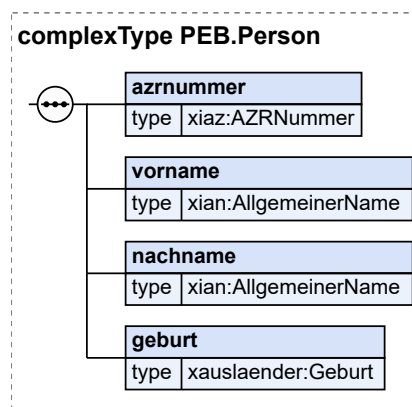 complexType PEB.Person
azrnummer
type xiaz:AZRNummer
vorname
type xian:AllgemeinerName
nachname
type xian:AllgemeinerName
geburt
type xauslaender:Geburt